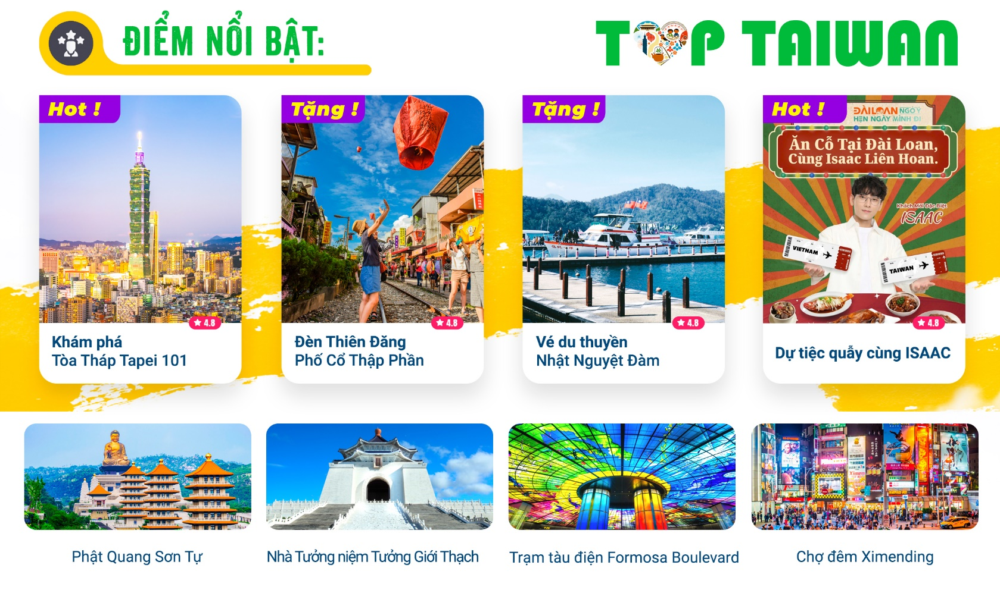 ĐIỂM NỔI BẬT:
TOP TAIWAN
Hot !
Tặng !
Tặng !
Hot !
ĐÀI LOAN NGỎ Ý
HẸN NGAY MÌNH ĐI
Ăn Cỗ Tại Đài Loan,
Cùng Isaac Liên Hoan.
Khách Mời Đặc Biệt
ISAAC
VIETNAM
TAIWAN
4.8
4.8
4.8
4.8
Khám phá
Tòa Tháp Tapei 101
Đèn Thiên Đăng
Phố Cổ Thập Phần
Vé du thuyền
Nhật Nguyệt Đàm
Dự tiệc quẫy cùng ISAAC
Phật Quang Sơn Tự
Nhà Tưởng niệm Tưởng Giới Thạch
Trạm tàu điện Formosa Boulevard
Chợ đêm Ximending